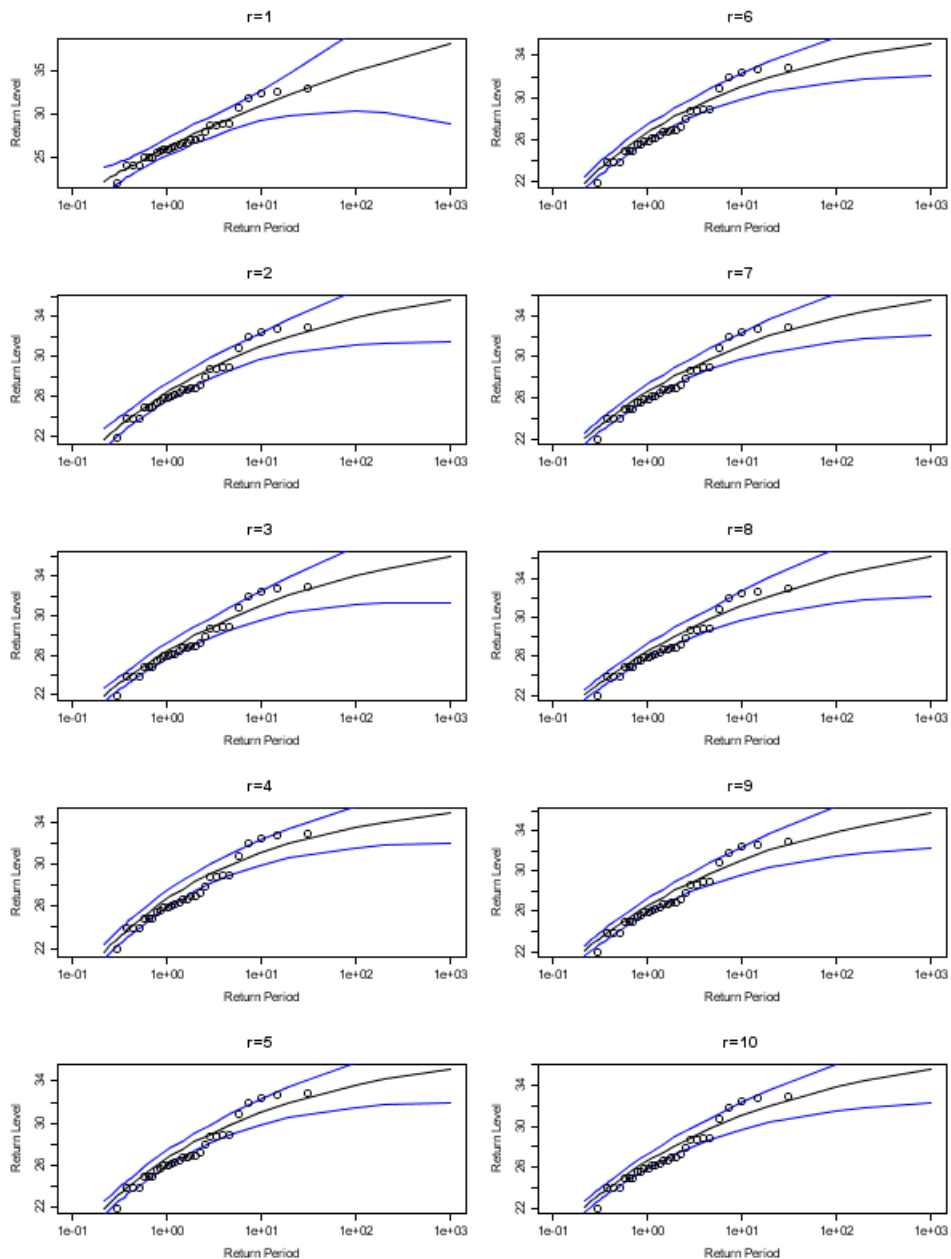 r=1
Return Level
35
30
25
1e-01 1e+00 1e+01 1e+02 1e+03
Return Period
r=2
Return Level
34
30
26
22
1e-01 1e+00 1e+01 1e+02 1e+03
Return Period
r=3
Return Level
34
30
26
22
1e-01 1e+00 1e+01 1e+02 1e+03
Return Period
r=4
Return Level
34
30
26
22
1e-01 1e+00 1e+01 1e+02 1e+03
Return Period
r=5
Return Level
34
30
26
22
1e-01 1e+00 1e+01 1e+02 1e+03
Return Period
r=6
Return Level
34
30
26
22
1e-01 1e+00 1e+01 1e+02 1e+03
Return Period
r=7
Return Level
34
30
26
22
1e-01 1e+00 1e+01 1e+02 1e+03
Return Period
r=8
Return Level
34
30
26
22
1e-01 1e+00 1e+01 1e+02 1e+03
Return Period
r=9
Return Level
34
30
26
22
1e-01 1e+00 1e+01 1e+02 1e+03
Return Period
r=10
Return Level
34
30
26
22
1e-01 1e+00 1e+01 1e+02 1e+03
Return Period